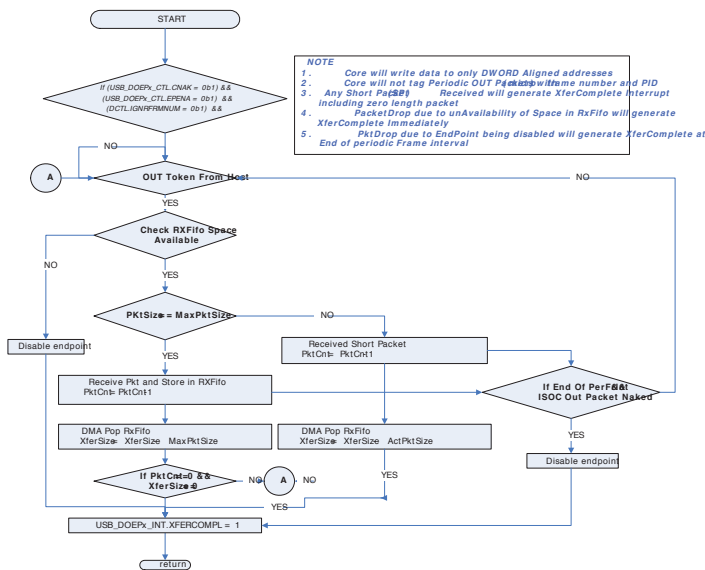 START
If (USB_DOEPx_CTL.CNAK = 0b1) &&
(USB_DOEPx_CTL.EPENA = 0b1) &&
(DCTL.IGNRFRMNUM = 0b1)
NOTE
1. Core will write data to only DWORD Aligned addresses
2. Core will not tag Periodic OUT Packets with frame number and PID
3. Any Short Packet (SP) Received will generate XferComplete Interrupt
including zero length packet
4. PacketDrop due to unAvailability of Space in RxFifo will generate
XferComplete Immediately
5. PktDrop due to EndPoint being disabled will generate XferComplete at
End of periodic Frame interval
NO
A
OUT Token From Host
NO
YES
Check RXFifo Space
Available
NO
YES
PKtSize == MaxPktSize
NO
Disable endpoint
YES
Received Short Packet
PktCnt= PktCnt-1
Receive Pkt and Store in RXFifo
PktCnt= PktCnt-1
If End Of PerFr &&
ISOC Out Packet Naked
DMA Pop RxFifo
XferSize= XferSize MaxPktSize
DMA Pop RxFifo
XferSize= XferSize ActPktSize
YES
Disable endpoint
If PktCnt==0 &&
XferSize=0
NO
A
NO
YES
YES
USB_DOEPx_INT.XFERCOMPL = 1
return